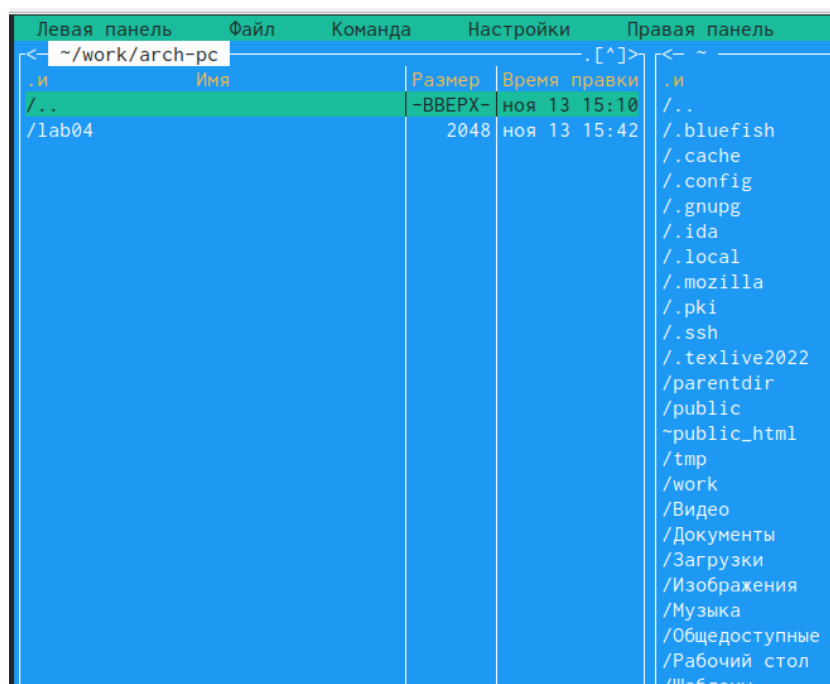 Левая панель Файл Команда Настройки Правая панель
<─ ~/work/arch-pc .[^]>
.и Имя Размер Время правки
/.. -ВВЕРХ- ноя 13 15:10
/lab04 2048 ноя 13 15:42
<─ ~
.и
/..
/.bluefish
/.cache
/.config
/.gnupg
/.ida
/.local
/.mozilla
/.pki
/.ssh
/.texlive2022
/parentdir
/public
~public_html
/tmp
/work
/Видео
/Документы
/Загрузки
/Изображения
/Музыка
/Общедоступные
/Рабочий стол